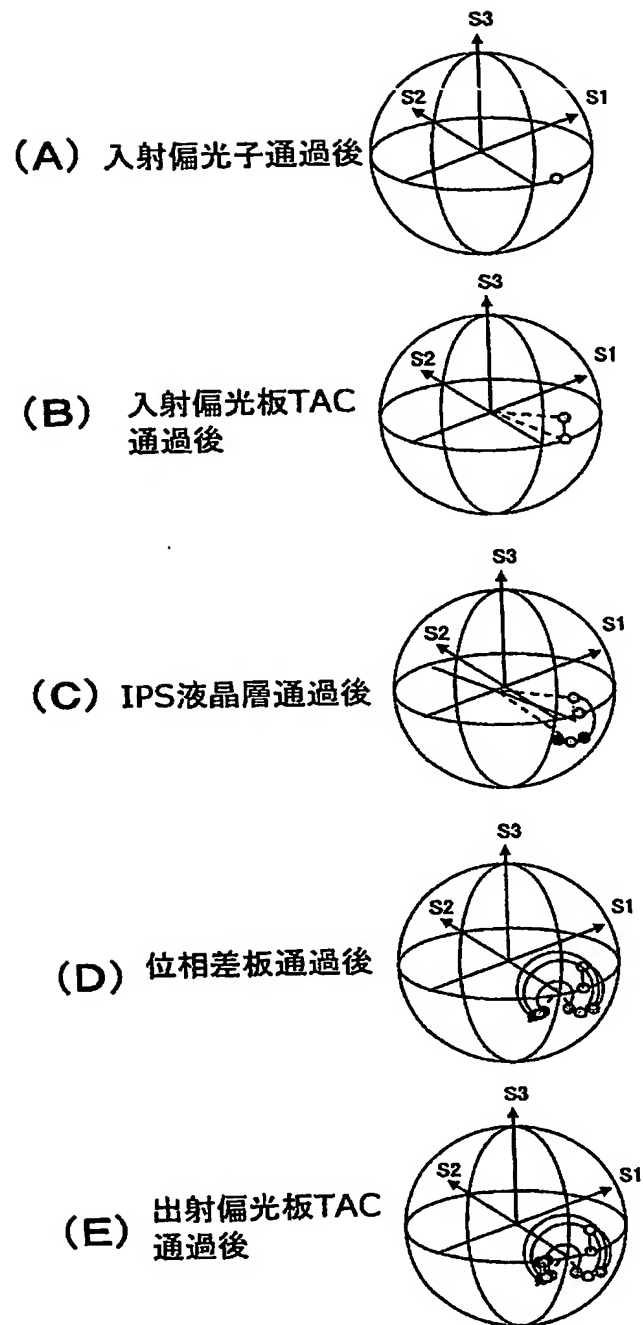 S3
S2
S1
(A) 入射偏光子通過後
S3
S2
S1
(B) 入射偏光板TAC
通過後
S3
S2
S1
(C) IPS液晶層通過後
S3
S2
S1
(D) 位相差板通過後
S3
S2
S1
(E) 出射偏光板TAC
通過後